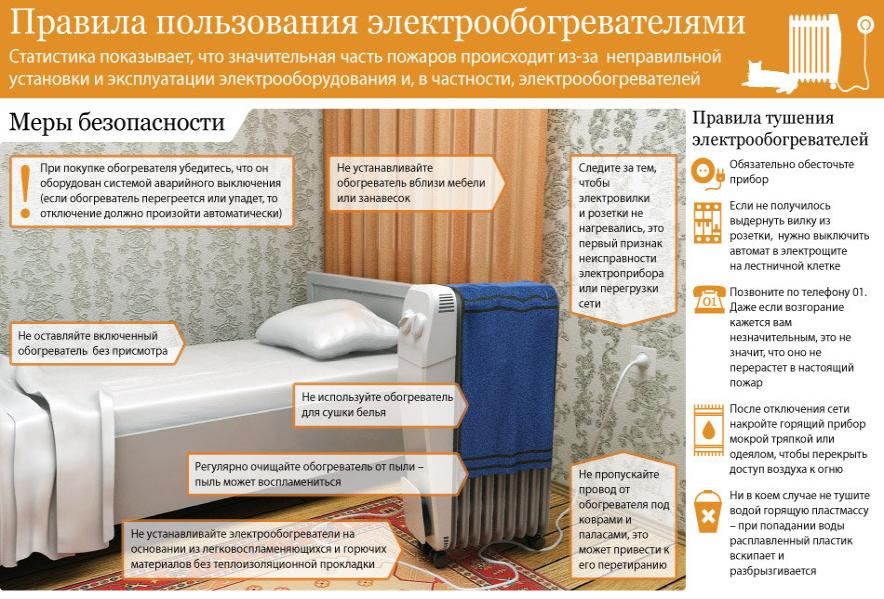 Правила пользования электрообогревателями
Статистика показывает, что значительная часть пожаров происходит из-за неправильной
установки и эксплуатации электрооборудования и, в частности, электрообогревателей
Меры безопасности
При покупке обогревателя убедитесь, что он
оборудован системой аварийного выключения
(если обогреватель перегреется или упадет, то
отключение должно произойти автоматически)
Не устанавливайте
обогреватель вблизи мебели
или занавесок
Следите за тем,
чтобы
электровилки
и розетки не
нагревались, это
первый признак
неисправности
электроприбора
или перегрузки
сети
Не оставляйте включенный
обогреватель без присмотра
Не используйте обогреватель
для сушки белья
Регулярно очищайте обогреватель от пыли –
пыль может воспламениться
Не пропускайте
провод от
обогревателя под
коврами и
паласами, это
может привести к
его перетиранию
Не устанавливайте электрообогреватели на
основании из легковоспламеняющихся и горючих
материалов без теплоизоляционной прокладки
Правила тушения
электрообогревателей
Обязательно обесточьте
прибор
Если не получилось
выдернуть вилку из
розетки, нужно выключить
автомат в электрощите
на лестничной клетке
01
Позвоните по телефону 01.
Даже если возгорание
кажется вам
незначительным, это не
значит, что оно не
перерастет в настоящий
пожар
После отключения сети
накройте горящий прибор
мокрой тряпкой или
одеялом, чтобы перекрыть
доступ воздуха к огню
Ни в коем случае не тушите
водой горящую пластмассу
– при попадании воды
расплавленный пластик
вскипает и
разбрызгивается